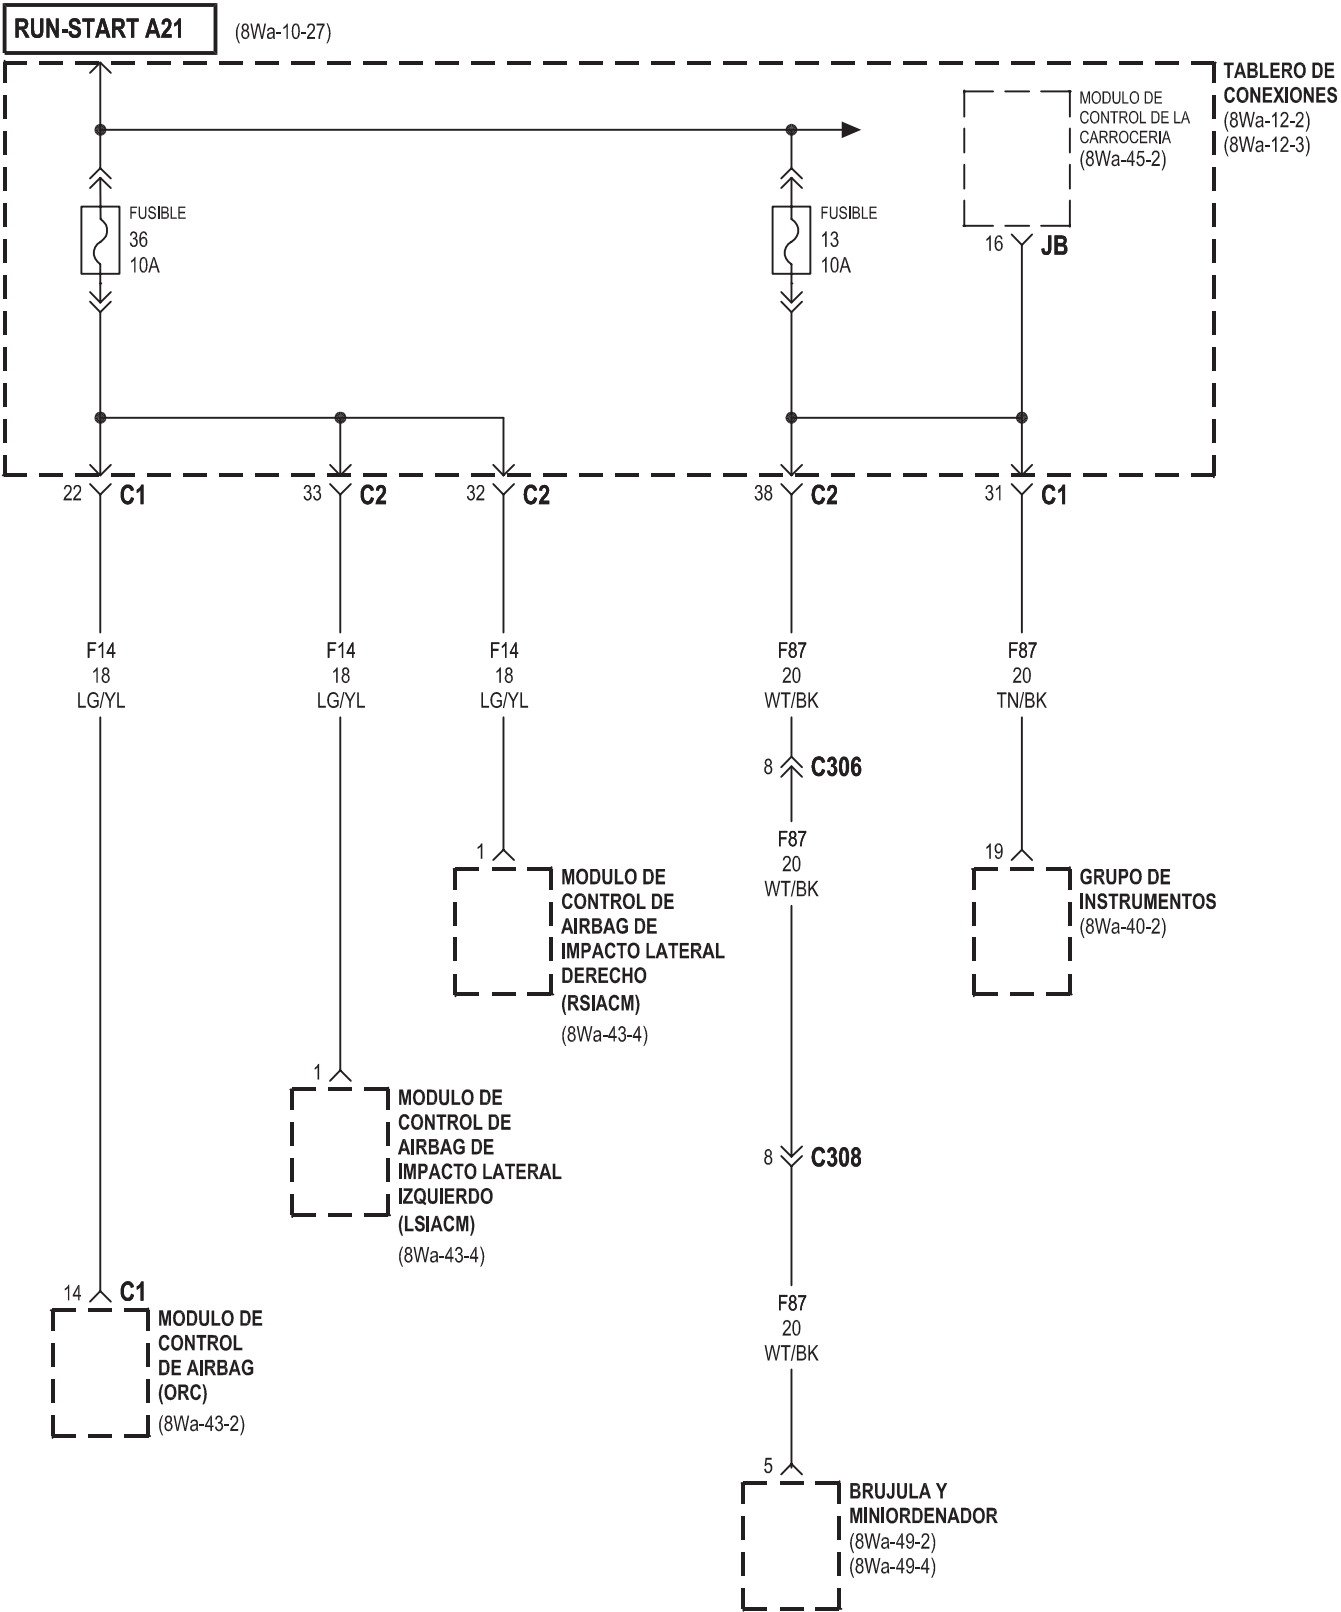 RUN-START A21
(8Wa-10-27)
TABLERO DE
CONEXIONES
(8Wa-12-2)
(8Wa-12-3)
MODULO DE
CONTROL DE LA
CARROCERIA
(8Wa-45-2)
FUSIBLE
36
10A
FUSIBLE
13
10A
16 JB
22 C1
33 C2
32 C2
38 C2
31 C1
F14
18
LG/YL
F14
18
LG/YL
F14
18
LG/YL
F87
20
WT/BK
F87
20
TN/BK
8 C306
F87
20
WT/BK
1
MODULO DE
CONTROL DE
AIRBAG DE
IMPACTO LATERAL
DERECHO
(RSIACM)
(8Wa-43-4)
19
GRUPO DE
INSTRUMENTOS
(8Wa-40-2)
1
MODULO DE
CONTROL DE
AIRBAG DE
IMPACTO LATERAL
IZQUIERDO
(LSIACM)
(8Wa-43-4)
8 C308
14 C1
MODULO DE
CONTROL
DE AIRBAG
(ORC)
(8Wa-43-2)
F87
20
WT/BK
5
BRUJULA Y
MINIORDENADOR
(8Wa-49-2)
(8Wa-49-4)